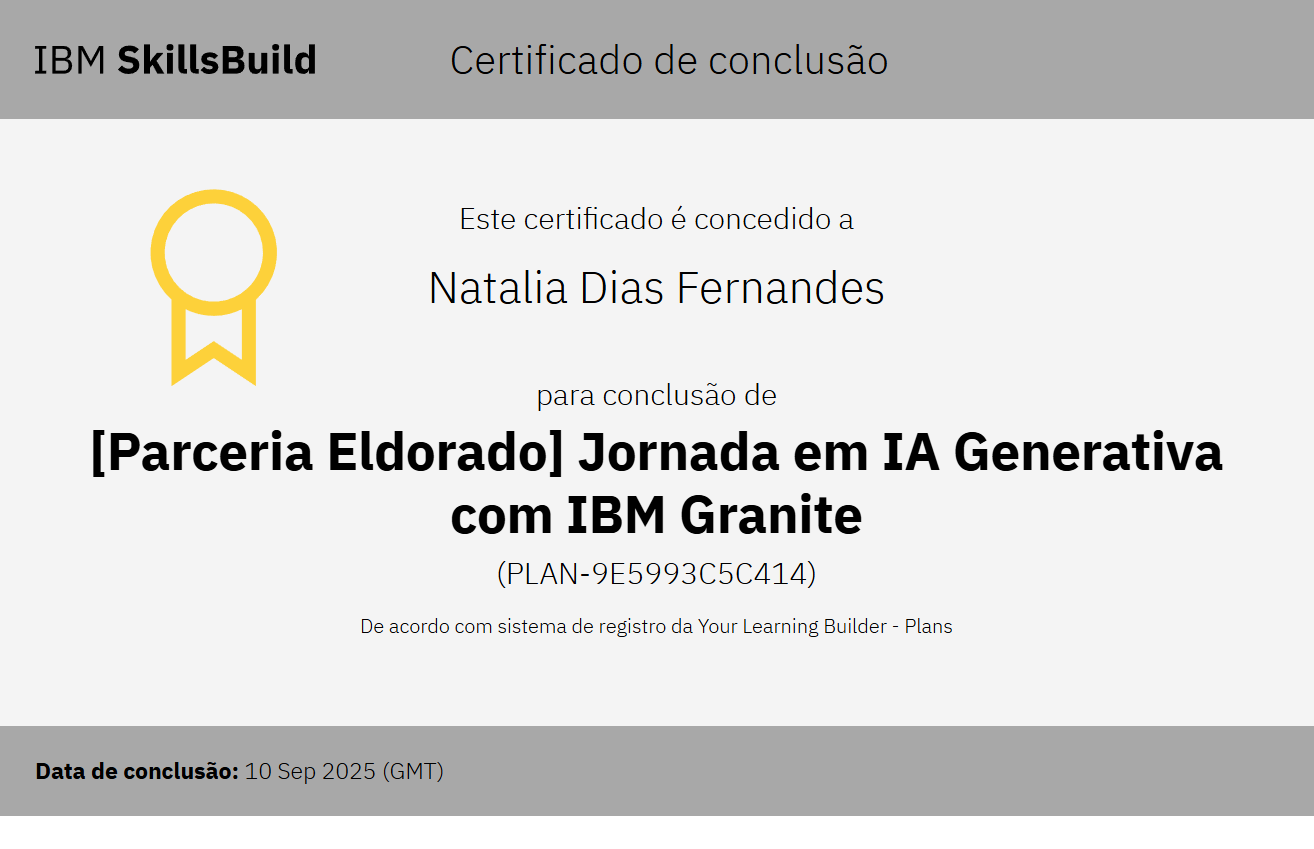 IBM SkillsBuild
Certificado de conclusão
Este certificado é concedido a
Natalia Dias Fernandes
para conclusão de
[Parceria Eldorado] Jornada em IA Generativa
com IBM Granite
(PLAN-9E5993C5C414)
De acordo com sistema de registro da Your Learning Builder - Plans
Data de conclusão: 10 Sep 2025 (GMT)